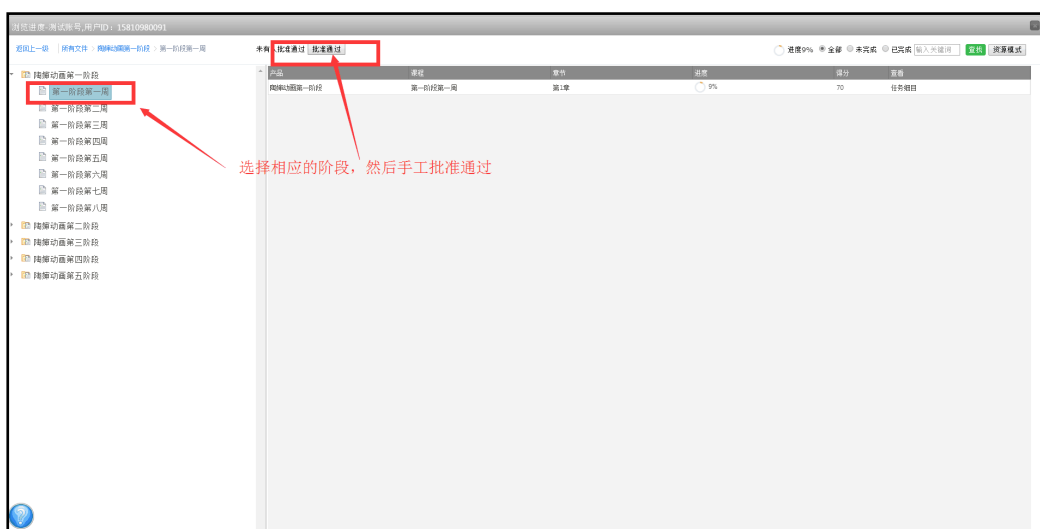 浏览进度-测试账号,用户ID：15810980091
返回上一级 所有文件 > 陶婶动画第一阶段 > 第一阶段第一周
未有人批准通过 批准通过
进度9% 全部 未完成 已完成 输入关键词 查找 资源模式
陶婶动画第一阶段
第一阶段第一周
第一阶段第二周
第一阶段第三周
第一阶段第四周
第一阶段第五周
第一阶段第六周
第一阶段第七周
第一阶段第八周
陶婶动画第二阶段
陶婶动画第三阶段
陶婶动画第四阶段
陶婶动画第五阶段
产品 课程 章节 进度 得分 查看
陶婶动画第一阶段 第一阶段第一周 第1章 9% 70 任务细目
选择相应的阶段，然后手工批准通过